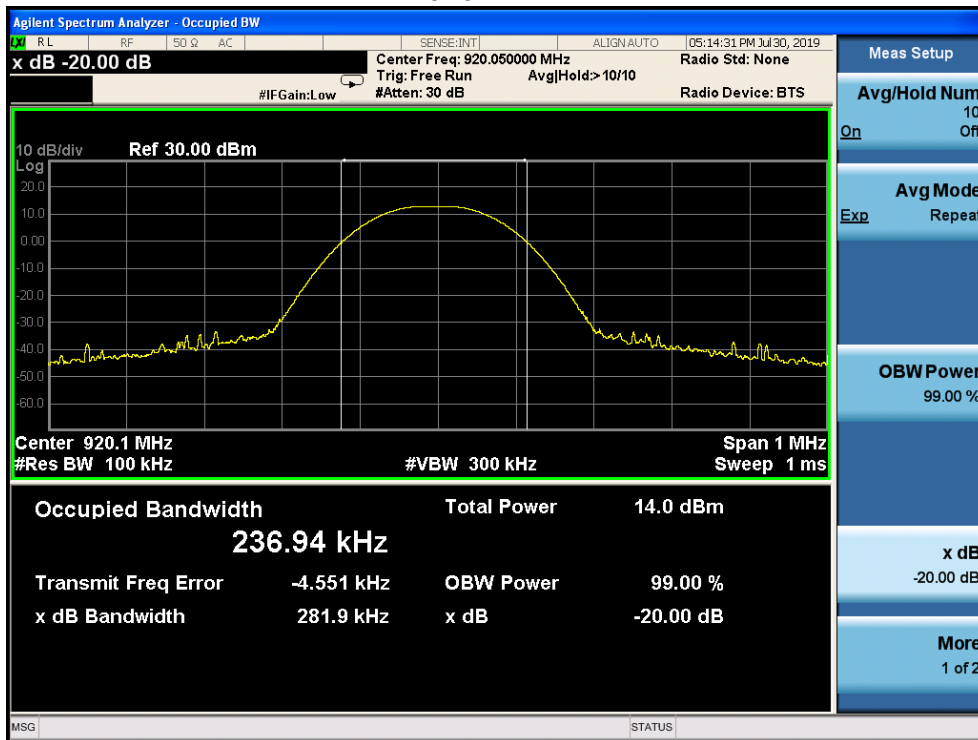 Agilent Spectrum Analyzer - Occupied BW
LXI RL RF 50 Ω AC SENSE:INT ALIGN AUTO 05:14:31 PM Jul 30, 2019
x dB -20.00 dB
Center Freq: 920.050000 MHz
Radio Std: None
Trig: Free Run Avg|Hold:> 10/10
#IFGain:Low #Atten: 30 dB Radio Device: BTS
10 dB/div Ref 30.00 dBm
Log
20.0
10.0
0.00
-10.0
-20.0
-30.0
-40.0
-50.0
-60.0
Center 920.1 MHz Span 1 MHz
#Res BW 100 kHz #VBW 300 kHz Sweep 1 ms
Occupied Bandwidth Total Power 14.0 dBm
236.94 kHz
Transmit Freq Error -4.551 kHz OBW Power 99.00 %
x dB Bandwidth 281.9 kHz x dB -20.00 dB
MSG STATUS
Meas Setup
Avg/Hold Num
10
On Off
Avg Mode
Exp Repeat
OBW Power
99.00 %
x dB
-20.00 dB
More
1 of 2